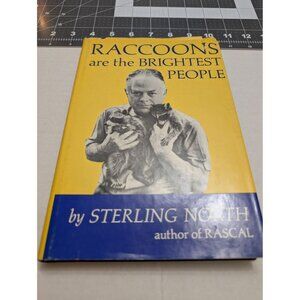 RACCOONS
are the BRIGHTEST
PEOPLE
by STERLING NORTH
author of RASCAL